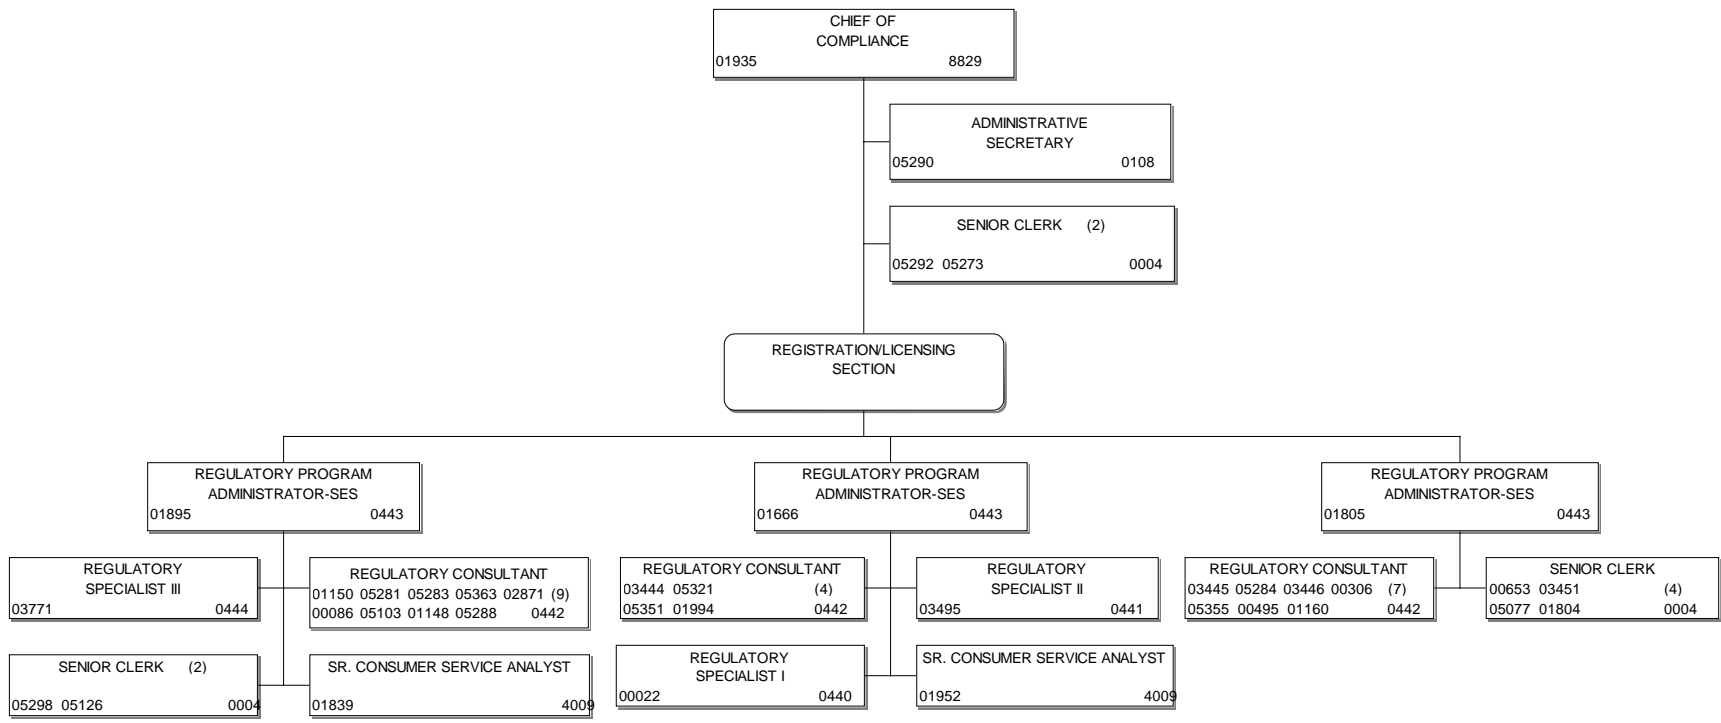 CHIEF OF
COMPLIANCE
01935 8829
ADMINISTRATIVE
SECRETARY
05290 0108
SENIOR CLERK (2)
05292 05273 0004
REGISTRATION/LICENSING
SECTION
REGULATORY PROGRAM
ADMINISTRATOR-SES
01895 0443
REGULATORY PROGRAM
ADMINISTRATOR-SES
01666 0443
REGULATORY PROGRAM
ADMINISTRATOR-SES
01805 0443
REGULATORY
SPECIALIST III
03771 0444
REGULATORY CONSULTANT
01150 05281 05283 05363 02871 (9)
00086 05103 01148 05288 0442
REGULATORY CONSULTANT
03444 05321 (4)
05351 01994 0442
REGULATORY
SPECIALIST II
03495 0441
REGULATORY CONSULTANT
03445 05284 03446 00306 (7)
05355 00495 01160 0442
SENIOR CLERK
00653 03451 (4)
05077 01804 0004
SENIOR CLERK (2)
05298 05126 0004
SR. CONSUMER SERVICE ANALYST
01839 4009
REGULATORY
SPECIALIST I
00022 0440
SR. CONSUMER SERVICE ANALYST
01952 4009